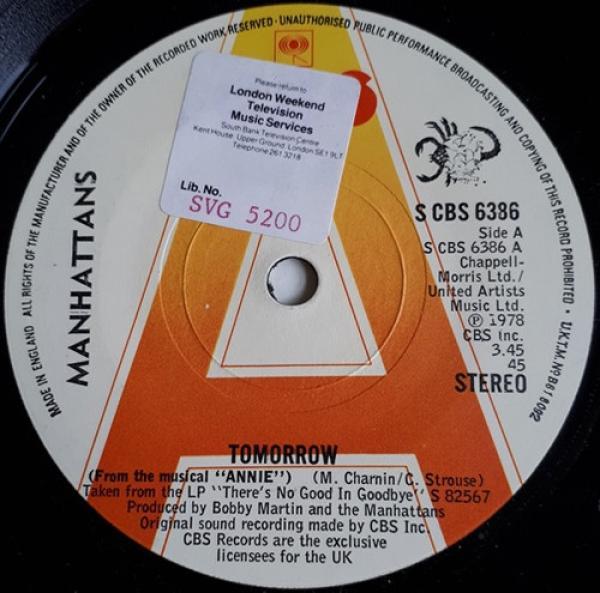 ALL RIGHTS OF THE MANUFACTURER AND OF THE OWNER OF THE RECORDED WORK RESERVED · UNAUTHORISED PUBLIC PERFORMANCE BROADCASTING AND COPYING OF THIS RECORD PROHIBITED · U.K.T.M. Nº B618092
MADE IN ENGLAND
Please return to
London Weekend
Television
Music Services
South Bank Television Centre
Kent House, Upper Ground, London SE1 9LT
Telephone 261 3218
Lib. No.
SVG 5200
MANHATTANS
S CBS 6386
Side A
S CBS 6386 A
Chappell-
Morris Ltd./
United Artists
Music Ltd.
℗ 1978
CBS Inc.
3.45
45
STEREO
TOMORROW
(From the musical "ANNIE") (M. Charnin/C. Strouse)
Taken from the LP "There's No Good In Goodbye" S 82567
Produced by Bobby Martin and the Manhattans
Original sound recording made by CBS Inc.
CBS Records are the exclusive
licensees for the UK